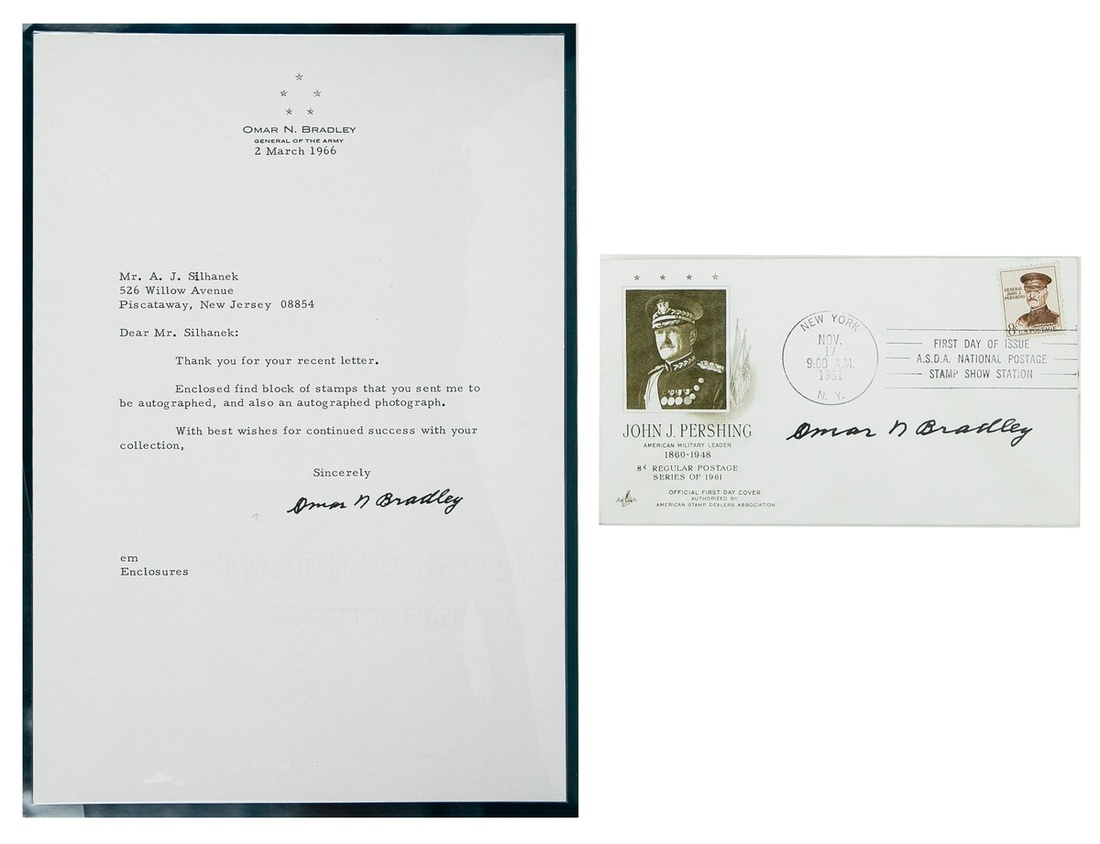 OMAR N. BRADLEY
GENERAL OF THE ARMY
2 March 1966
Mr. A. J. Silhanek
526 Willow Avenue
Piscataway, New Jersey 08854
Dear Mr. Silhanek:
Thank you for your recent letter.
Enclosed find block of stamps that you sent me to
be autographed, and also an autographed photograph.
With best wishes for continued success with your
collection,
Sincerely
Omar N Bradley
em
Enclosures
JOHN J. PERSHING
AMERICAN MILITARY LEADER
1860-1948
8¢ REGULAR POSTAGE
SERIES OF 1961
OFFICIAL FIRST DAY COVER
AUTHORIZED BY
AMERICAN STAMP DEALERS ASSOCIATION
NEW YORK
NOV.
17
9:00 A.M.
1961
N. Y.
GENERAL
JOHN J.
PERSHING
8¢
U.S. POSTAGE
FIRST DAY OF ISSUE
A.S.D.A. NATIONAL POSTAGE
STAMP SHOW STATION
Omar N Bradley